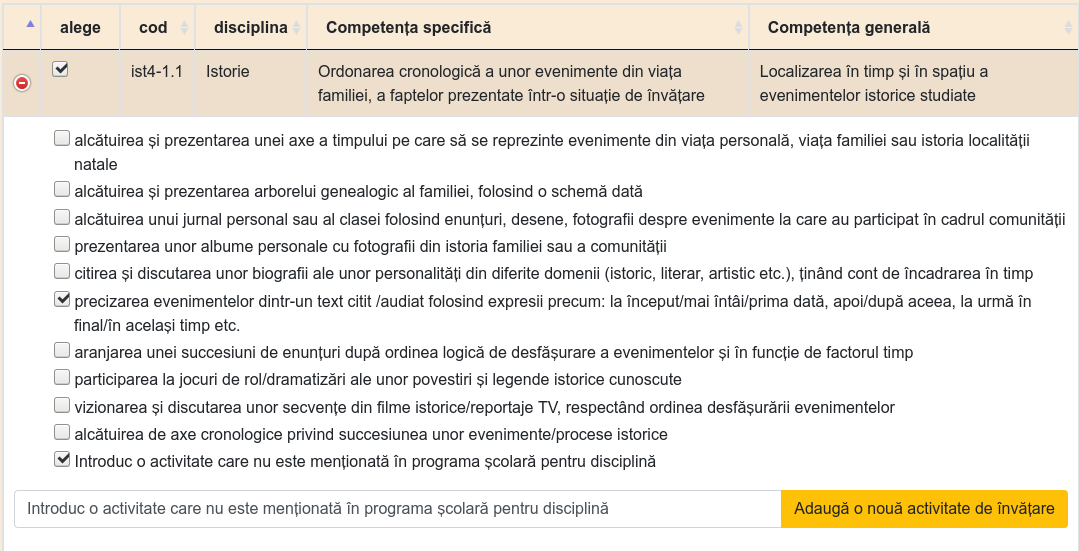 alege cod disciplina Competența specifică Competența generală
ist4-1.1 Istorie Ordonarea cronologică a unor evenimente din viața Localizarea în timp și în spațiu a
familiei, a faptelor prezentate într-o situație de învățare evenimentelor istorice studiate
alcătuirea și prezentarea unei axe a timpului pe care să se reprezinte evenimente din viața personală, viața familiei sau istoria localității
natale
alcătuirea și prezentarea arborelui genealogic al familiei, folosind o schemă dată
alcătuirea unui jurnal personal sau al clasei folosind enunțuri, desene, fotografii despre evenimente la care au participat în cadrul comunității
prezentarea unor albume personale cu fotografii din istoria familiei sau a comunității
citirea și discutarea unor biografii ale unor personalități din diferite domenii (istoric, literar, artistic etc.), ținând cont de încadrarea în timp
precizarea evenimentelor dintr-un text citit /audiat folosind expresii precum: la început/mai întâi/prima dată, apoi/după aceea, la urmă în
final/în același timp etc.
aranjarea unei succesiuni de enunțuri după ordinea logică de desfășurare a evenimentelor și în funcție de factorul timp
participarea la jocuri de rol/dramatizări ale unor povestiri și legende istorice cunoscute
vizionarea și discutarea unor secvențe din filme istorice/reportaje TV, respectând ordinea desfășurării evenimentelor
alcătuirea de axe cronologice privind succesiunea unor evenimente/procese istorice
Introduc o activitate care nu este menționată în programa școlară pentru disciplină
Introduc o activitate care nu este menționată în programa școlară pentru disciplină Adaugă o nouă activitate de învățare